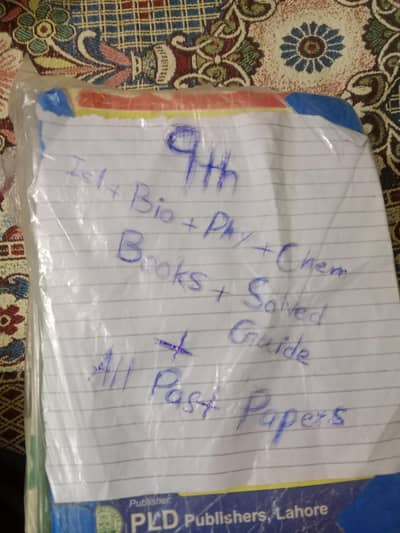 9th
Isl + Bio + Phy + Chem
Books + Solved
Guide
+
All Past Papers
Publisher:
PLD Publishers, Lahore